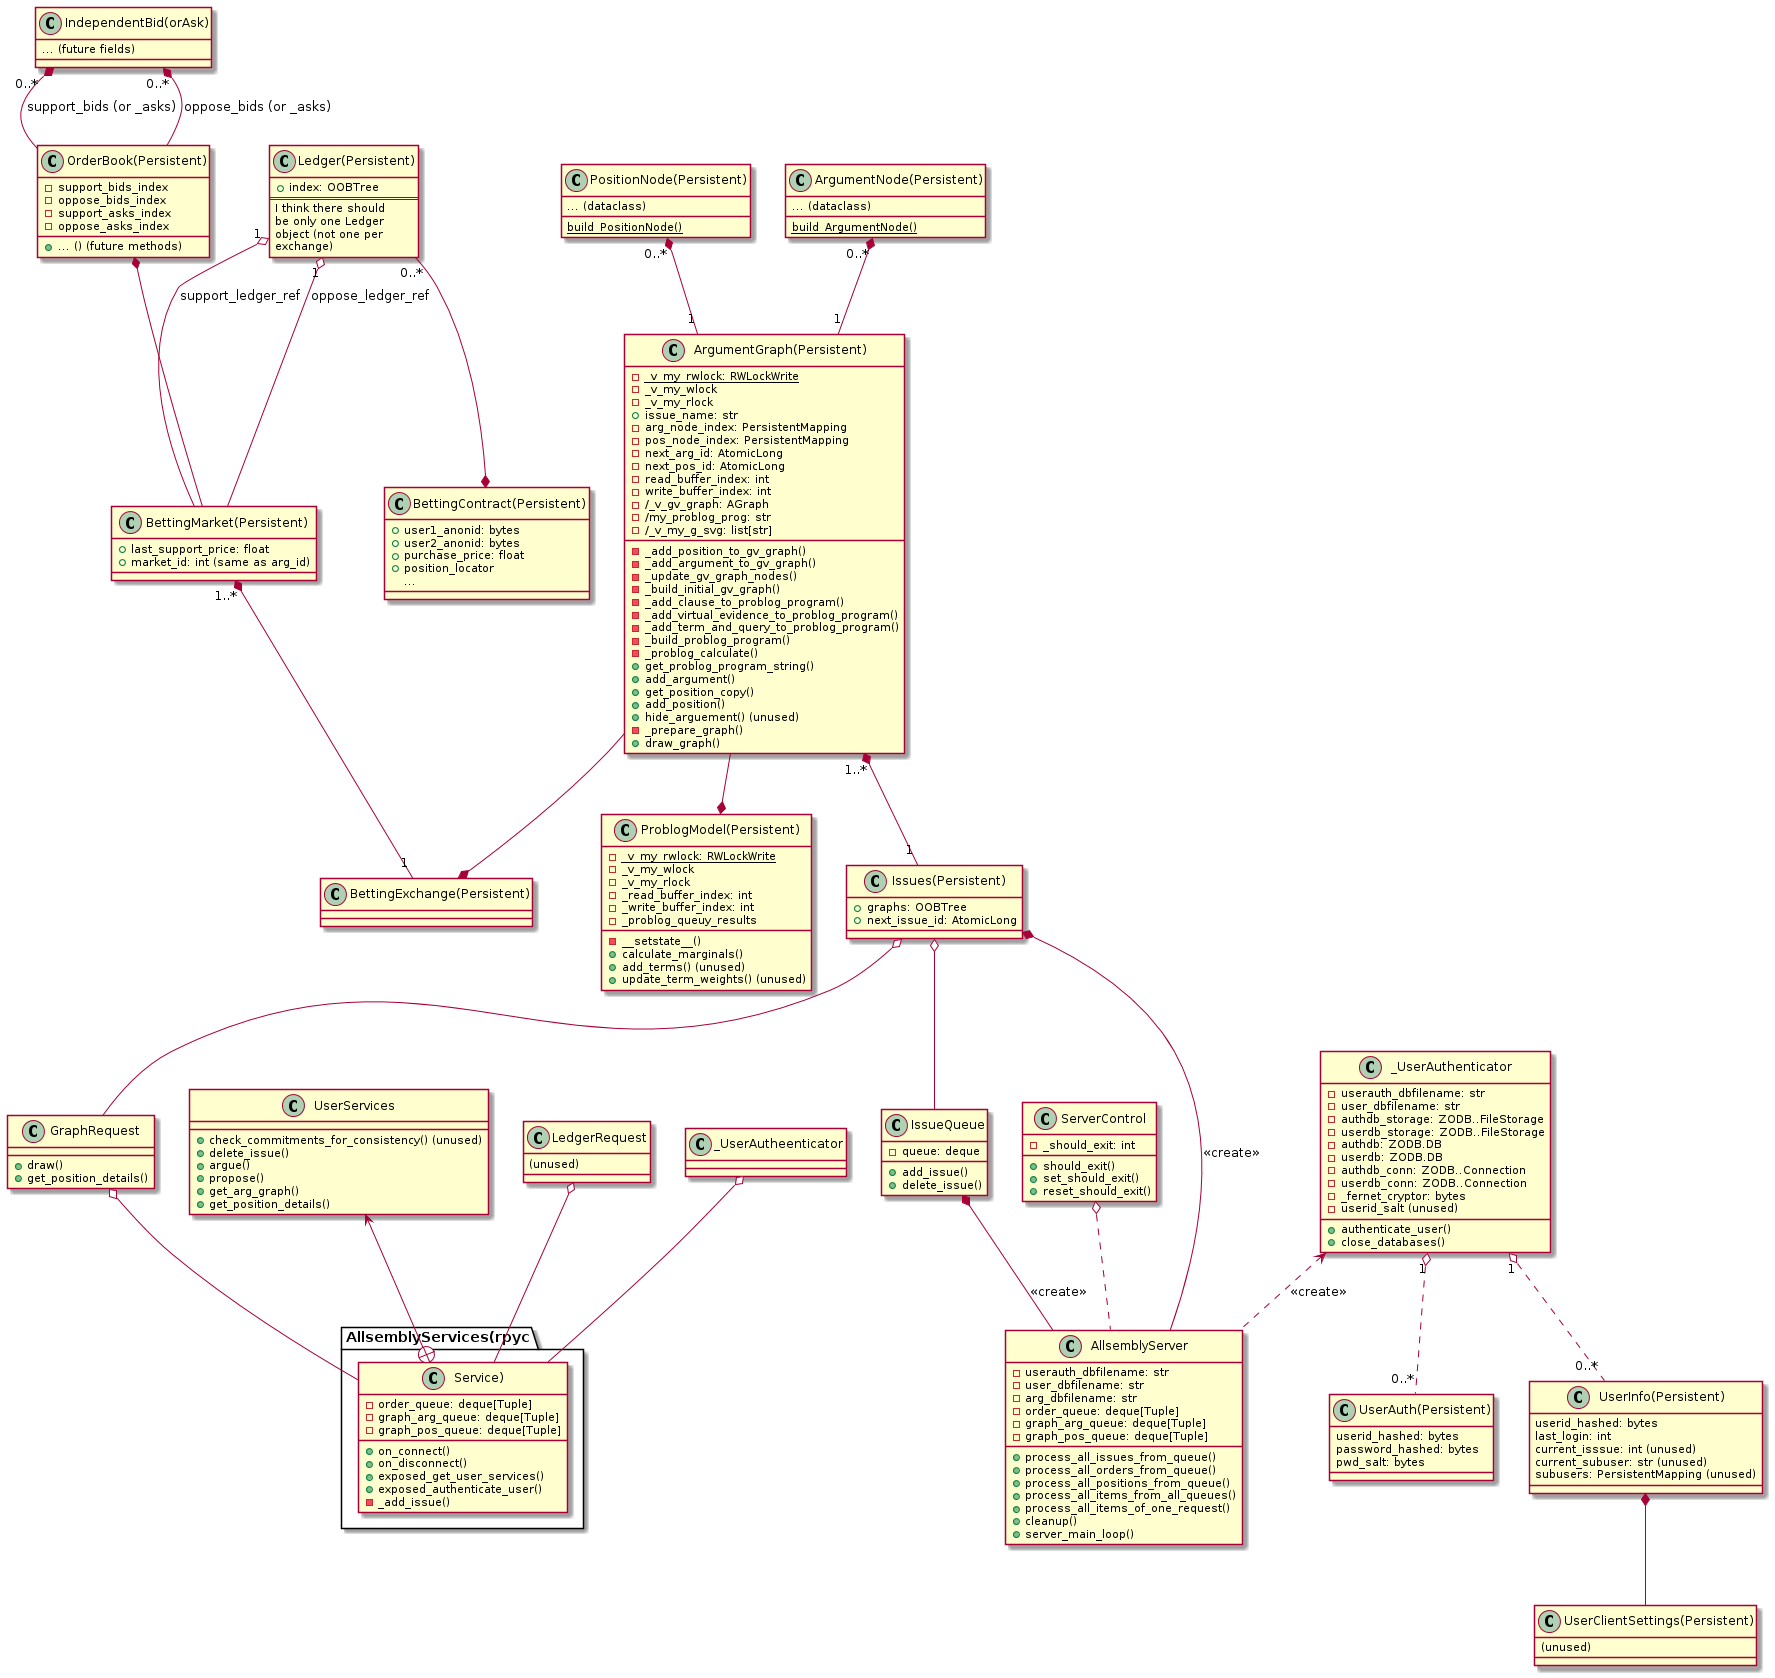 C IndependentBid(orAsk)
... (future fields)
0..*
0..*
support_bids (or _asks)
oppose_bids (or _asks)
C OrderBook(Persistent)
support_bids_index
oppose_bids_index
support_asks_index
oppose_asks_index
... () (future methods)
C Ledger(Persistent)
index: OOBTree
I think there should
be only one Ledger
object (not one per
exchange)
1
1
0..*
support_ledger_ref
oppose_ledger_ref
C PositionNode(Persistent)
... (dataclass)
build_PositionNode()
0..*
1
C ArgumentNode(Persistent)
... (dataclass)
build_ArgumentNode()
0..*
1
C ArgumentGraph(Persistent)
_v_my_rwlock: RWLockWrite
_v_my_wlock
_v_my_rlock
issue_name: str
arg_node_index: PersistentMapping
pos_node_index: PersistentMapping
next_arg_id: AtomicLong
next_pos_id: AtomicLong
read_buffer_index: int
write_buffer_index: int
/_v_gv_graph: AGraph
/my_problog_prog: str
/_v_my_g_svg: list[str]
_add_position_to_gv_graph()
_add_argument_to_gv_graph()
_update_gv_graph_nodes()
_build_initial_gv_graph()
_add_clause_to_problog_program()
_add_virtual_evidence_to_problog_program()
_add_term_and_query_to_problog_program()
_build_problog_program()
_problog_calculate()
get_problog_program_string()
add_argument()
get_position_copy()
add_position()
hide_arguement() (unused)
_prepare_graph()
draw_graph()
C BettingMarket(Persistent)
last_support_price: float
market_id: int (same as arg_id)
1..*
C BettingContract(Persistent)
user1_anonid: bytes
user2_anonid: bytes
purchase_price: float
position_locator
...
1..*
1
1
C BettingExchange(Persistent)
C ProblogModel(Persistent)
_v_my_rwlock: RWLockWrite
_v_my_wlock
_v_my_rlock
_read_buffer_index: int
_write_buffer_index: int
_problog_queuy_results
__setstate__()
calculate_marginals()
add_terms() (unused)
update_term_weights() (unused)
C Issues(Persistent)
graphs: OOBTree
next_issue_id: AtomicLong
C GraphRequest
draw()
get_position_details()
C UserServices
check_commitments_for_consistency() (unused)
delete_issue()
argue()
propose()
get_arg_graph()
get_position_details()
C LedgerRequest
(unused)
C _UserAutheenticator
C IssueQueue
queue: deque
add_issue()
delete_issue()
C ServerControl
_should_exit: int
should_exit()
set_should_exit()
reset_should_exit()
«create»
C _UserAuthenticator
userauth_dbfilename: str
user_dbfilename: str
authdb_storage: ZODB..FileStorage
userdb_storage: ZODB..FileStorage
authdb: ZODB.DB
userdb: ZODB.DB
authdb_conn: ZODB..Connection
userdb_conn: ZODB..Connection
_fernet_cryptor: bytes
userid_salt (unused)
authenticate_user()
close_databases()
1
1
«create»
«create»
0..*
0..*
AllsemblyServices(rpyc
C Service)
order_queue: deque[Tuple]
graph_arg_queue: deque[Tuple]
graph_pos_queue: deque[Tuple]
on_connect()
on_disconnect()
exposed_get_user_services()
exposed_authenticate_user()
_add_issue()
C AllsemblyServer
userauth_dbfilename: str
user_dbfilename: str
arg_dbfilename: str
order_queue: deque[Tuple]
graph_arg_queue: deque[Tuple]
graph_pos_queue: deque[Tuple]
process_all_issues_from_queue()
process_all_orders_from_queue()
process_all_positions_from_queue()
process_all_items_from_all_queues()
process_all_items_of_one_request()
cleanup()
server_main_loop()
C UserAuth(Persistent)
userid_hashed: bytes
password_hashed: bytes
pwd_salt: bytes
C UserInfo(Persistent)
userid_hashed: bytes
last_login: int
current_isssue: int (unused)
current_subuser: str (unused)
subusers: PersistentMapping (unused)
C UserClientSettings(Persistent)
(unused)